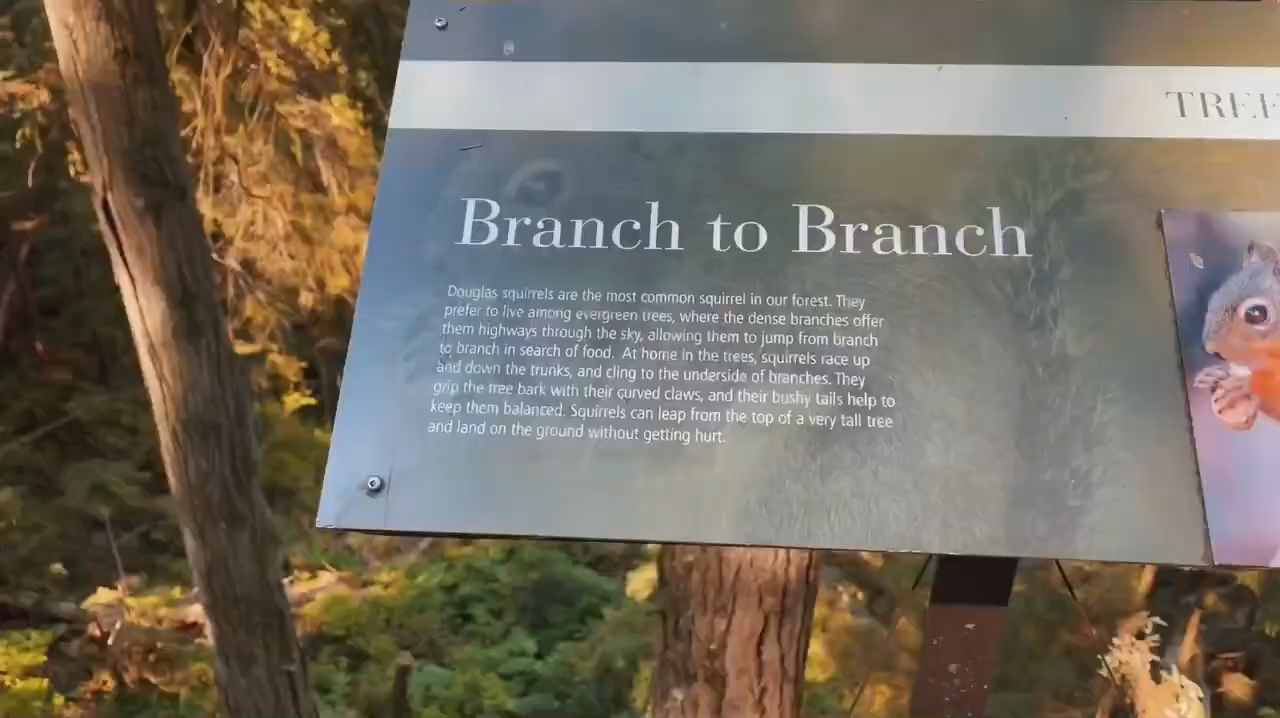 TREE
Branch to Branch
Douglas squirrels are the most common squirrel in our forest. They
prefer to live among evergreen trees, where the dense branches offer
them highways through the sky, allowing them to jump from branch
to branch in search of food. At home in the trees, squirrels race up
and down the trunks, and cling to the underside of branches. They
grip the tree bark with their curved claws, and their bushy tails help to
keep them balanced. Squirrels can leap from the top of a very tall tree
and land on the ground without getting hurt.